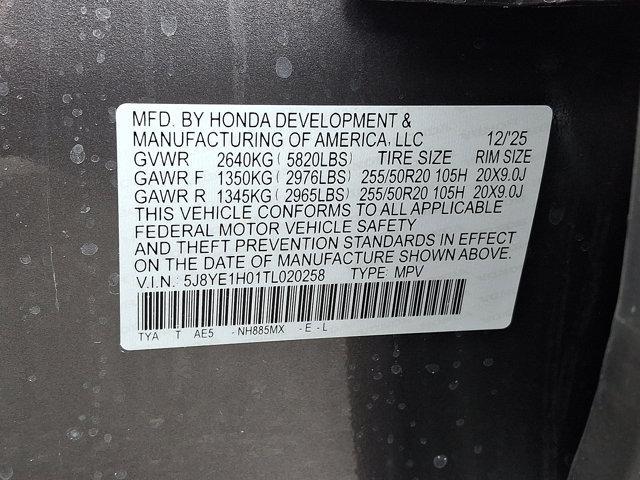 MFD. BY HONDA DEVELOPMENT &
MANUFACTURING OF AMERICA, LLC 12/'25
GVWR 2640KG ( 5820LBS) TIRE SIZE RIM SIZE
GAWR F 1350KG ( 2976LBS) 255/50R20 105H 20X9.0J
GAWR R 1345KG ( 2965LBS) 255/50R20 105H 20X9.0J
THIS VEHICLE CONFORMS TO ALL APPLICABLE
FEDERAL MOTOR VEHICLE SAFETY
AND THEFT PREVENTION STANDARDS IN EFFECT
ON THE DATE OF MANUFACTURE SHOWN ABOVE.
V.I.N.: 5J8YE1H01TL020258 TYPE: MPV
TYA T AE5 -NH885MX -E-L